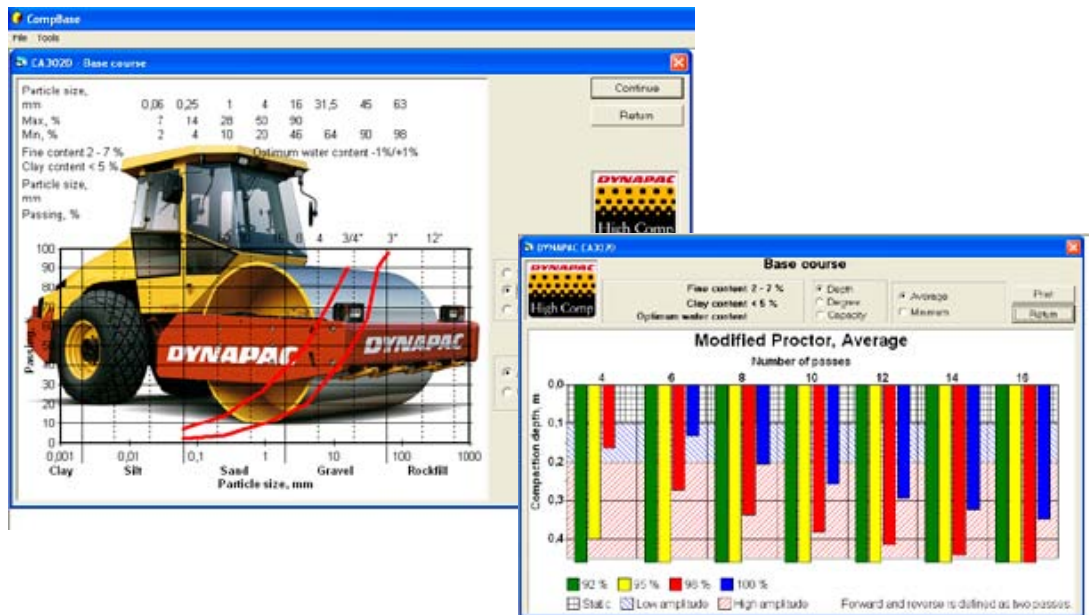 CompBase
File Tools
CA302D - Base course
Particle size,
mm 0,06 0,25 1 4 16 31,5 45 63
Max, % 7 14 28 50 90
Min, % 2 4 10 20 46 64 90 98
Fine content 2 - 7 % Optimum water content -1%/+1%
Clay content < 5 %
Particle size,
mm
Passing, %
Continue
Return
DYNAPAC
High Comp
8 4 3/4" 3" 12"
100
90
80
70
60
50
40
30
20
10
0
Passing,
DYNAPAC DYNAPAC
0,001 0,01 0,1 1 10 100 1000
Clay Silt Sand Gravel Rockfill
Particle size, mm
DYNAPAC CA302D
DYNAPAC
High Comp
Base course
Fine content 2 - 7 %
Clay content < 5 %
Optimum water content
Depth
Degree
Capacity
Average
Minimum
Print
Return
Modified Proctor, Average
Number of passes
4 6 8 10 12 14 16
Compaction depth, m
0,0
0,1
0,2
0,3
0,4
92 % 95 % 98 % 100 %
Static Low amplitude High amplitude Forward and reverse is defined as two passes